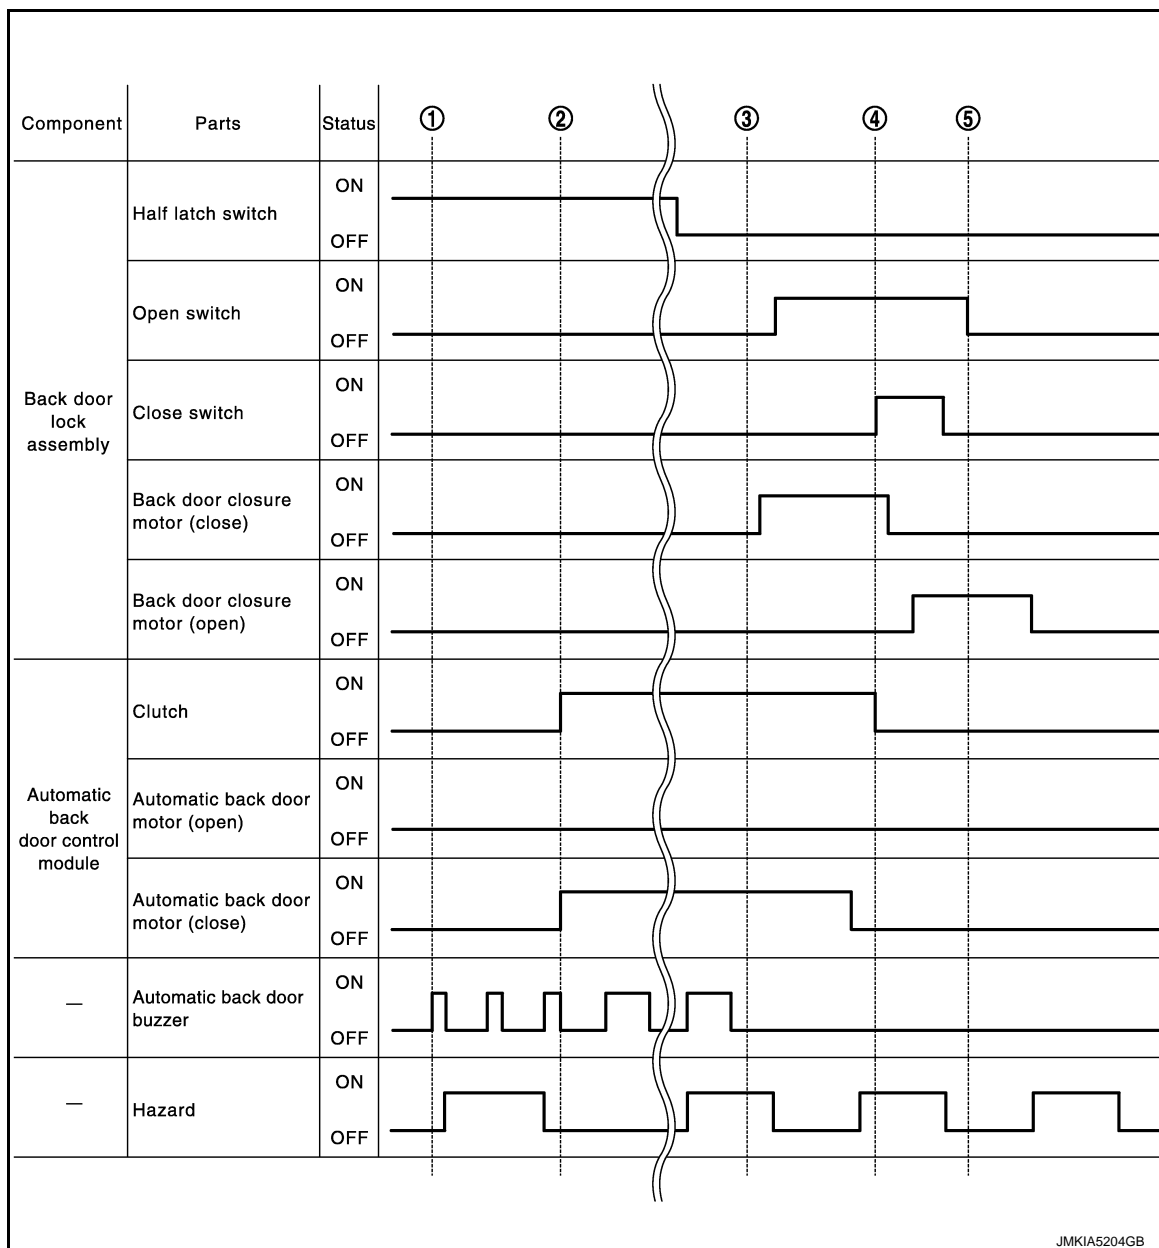 Component Parts Status ① ② ③ ④ ⑤
Back door
lock
assembly
Half latch switch
ON
OFF
Open switch
ON
OFF
Close switch
ON
OFF
Back door closure
motor (close)
ON
OFF
Back door closure
motor (open)
ON
OFF
Automatic
back
door control
module
Clutch
ON
OFF
Automatic back door
motor (open)
ON
OFF
Automatic back door
motor (close)
ON
OFF
—
Automatic back door
buzzer
ON
OFF
—
Hazard
ON
OFF
JMKIA5204GB